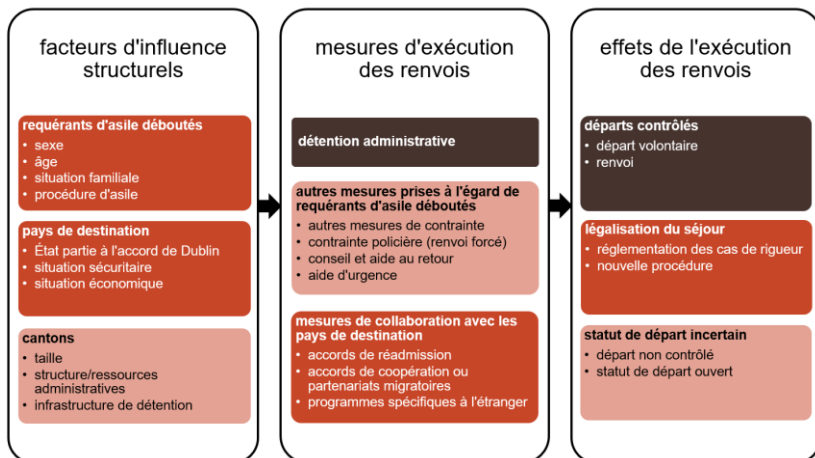 facteurs d'influence
structurels
requérants d'asile déboutés
• sexe
• âge
• situation familiale
• procédure d'asile
pays de destination
• État partie à l'accord de Dublin
• situation sécuritaire
• situation économique
cantons
• taille
• structure/ressources
administratives
• infrastructure de détention
mesures d'exécution
des renvois
détention administrative
autres mesures prises à l'égard de
requérants d'asile déboutés
• autres mesures de contrainte
• contrainte policière (renvoi forcé)
• conseil et aide au retour
• aide d'urgence
mesures de collaboration avec les
pays de destination
• accords de réadmission
• accords de coopération ou
partenariats migratoires
• programmes spécifiques à l'étranger
effets de l'exécution
des renvois
départs contrôlés
• départ volontaire
• renvoi
légalisation du séjour
• réglementation des cas de rigueur
• nouvelle procédure
statut de départ incertain
• départ non contrôlé
• statut de départ ouvert